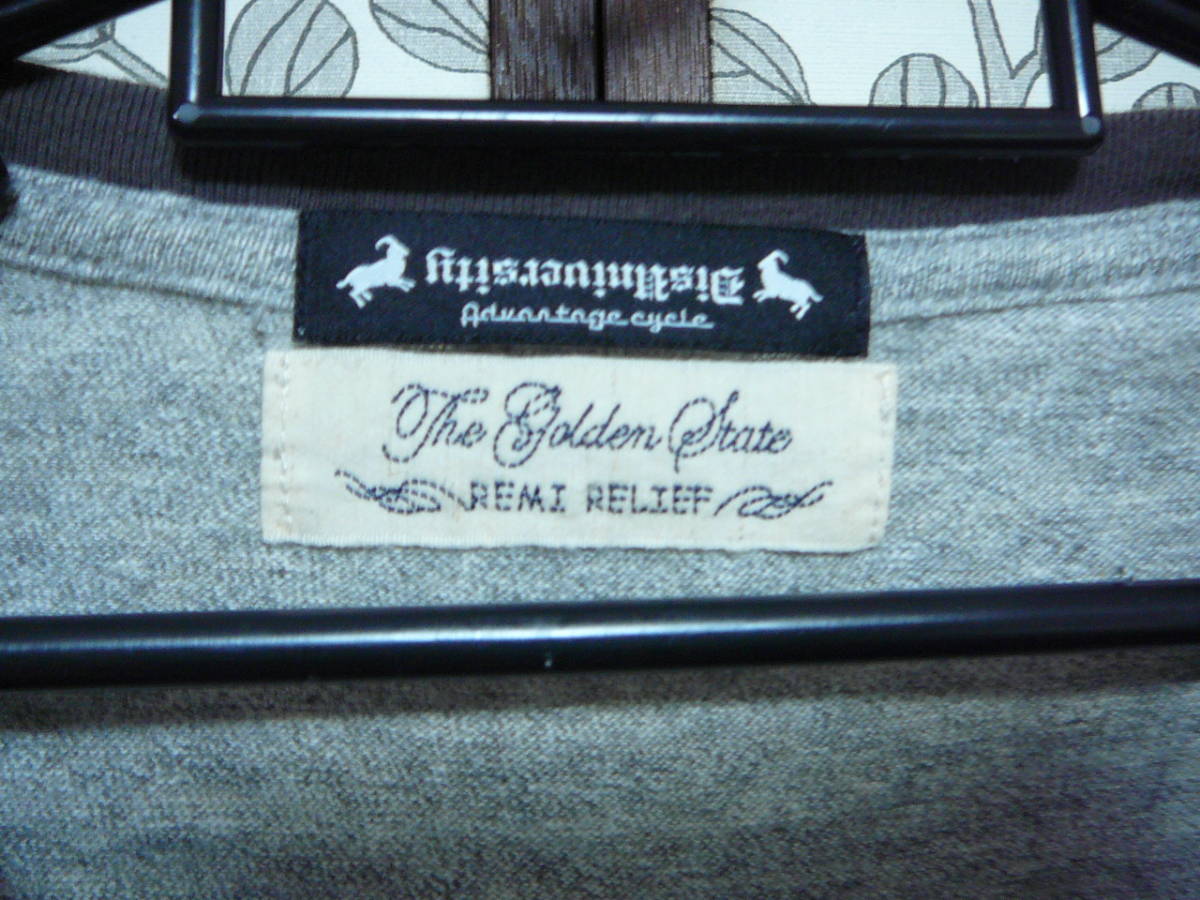 DisUniversity
Advantage cycle
The Golden State
REMI RELIEF